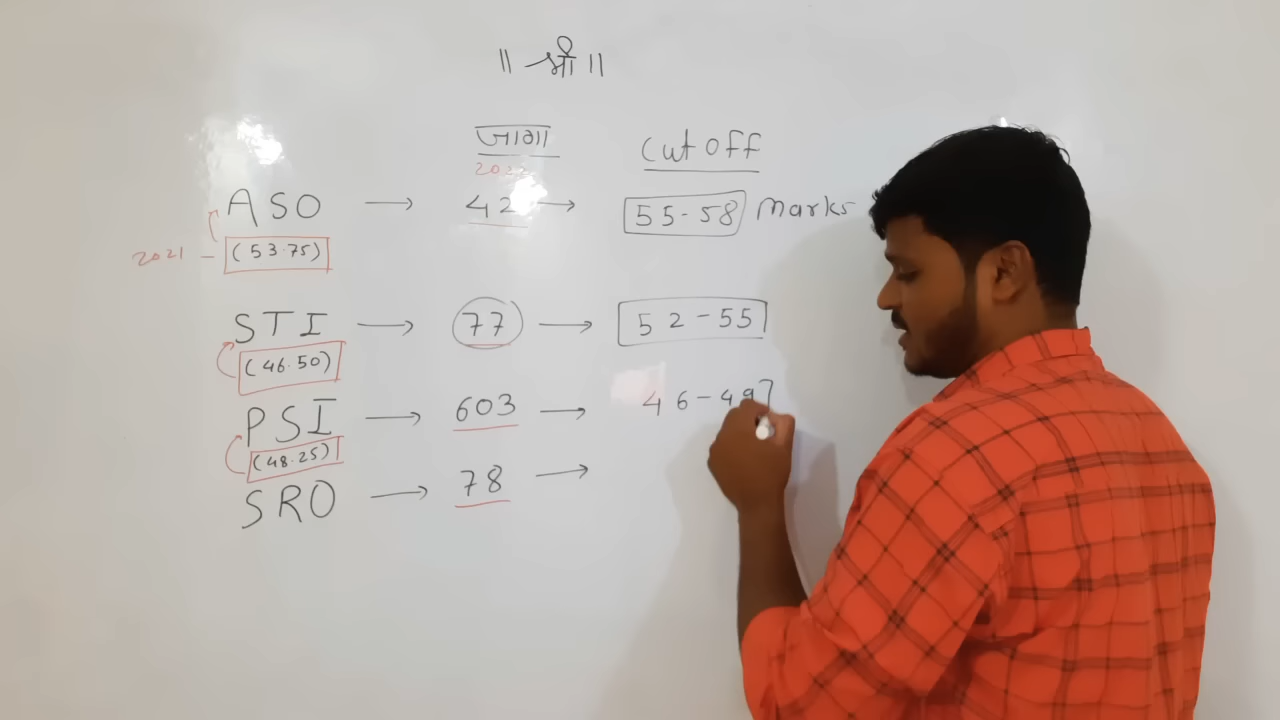 ॥ श्री ॥
जागा Cut off
2022
ASO → 42 → 55-58 Marks
2021 - (53.75)
STI → 77 → 52-55
(46.50)
PSI → 603 → 46-49
(48.25)
SRO → 78 →